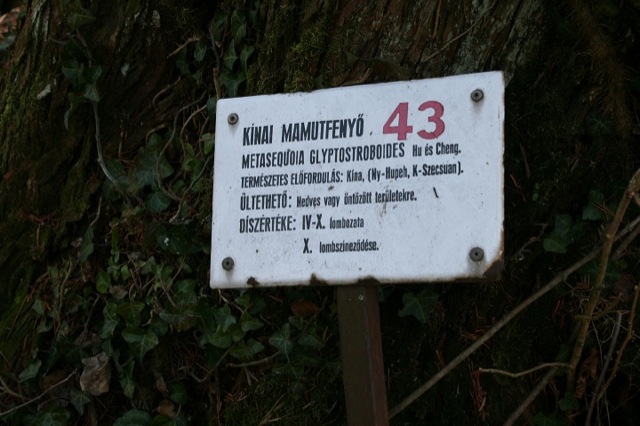 KÍNAI MAMUTFENYŐ 43
METASEQUOIA GLYPTOSTROBOIDES Hu és Cheng.
TERMÉSZETES ELŐFORDULÁS: Kína, (Ny-Hupeh, K-Szecsuan).
ÜLTETHETŐ: Nedves vagy öntözött területekre.
DÍSZÉRTÉKE: IV-X. lombozata
X. lombszíneződése.